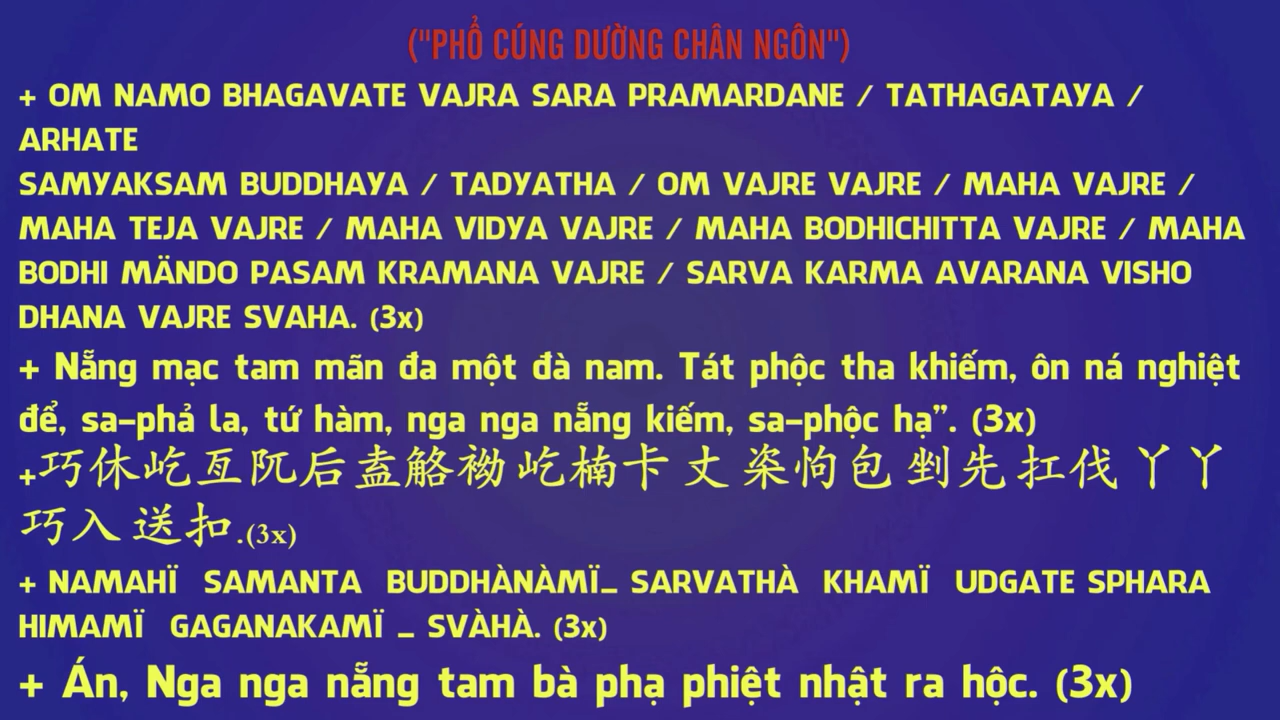 ("PHỔ CÚNG DƯỜNG CHÂN NGÔN")
+ OM NAMO BHAGAVATE VAJRA SARA PRAMARDANE / TATHAGATAYA /
ARHATE
SAMYAKSAM BUDDHAYA / TADYATHA / OM VAJRE VAJRE / MAHA VAJRE /
MAHA TEJA VAJRE / MAHA VIDYA VAJRE / MAHA BODHICHITTA VAJRE / MAHA
BODHI MÄNDO PASAM KRAMANA VAJRE / SARVA KARMA AVARANA VISHO
DHANA VAJRE SVAHA. (3x)
+ Nẵng mạc tam mãn đa một đà nam. Tát phộc tha khiếm, ôn ná nghiệt
để, sa-phả la, tứ hàm, nga nga nẵng kiếm, sa-phộc hạ”. (3x)
+巧休屹亙阢后盍觡袎屹楠卡丈栥怐包剉先扛伐丫丫
巧入送扣.(3x)
+ NAMAHÏ SAMANTA BUDDHÀNÀMÏ_ SARVATHÀ KHAMÏ UDGATE SPHARA
HIMAMÏ GAGANAKAMÏ _ SVÀHÀ. (3x)
+ Án, Nga nga nẵng tam bà phạ phiệt nhật ra hộc. (3x)